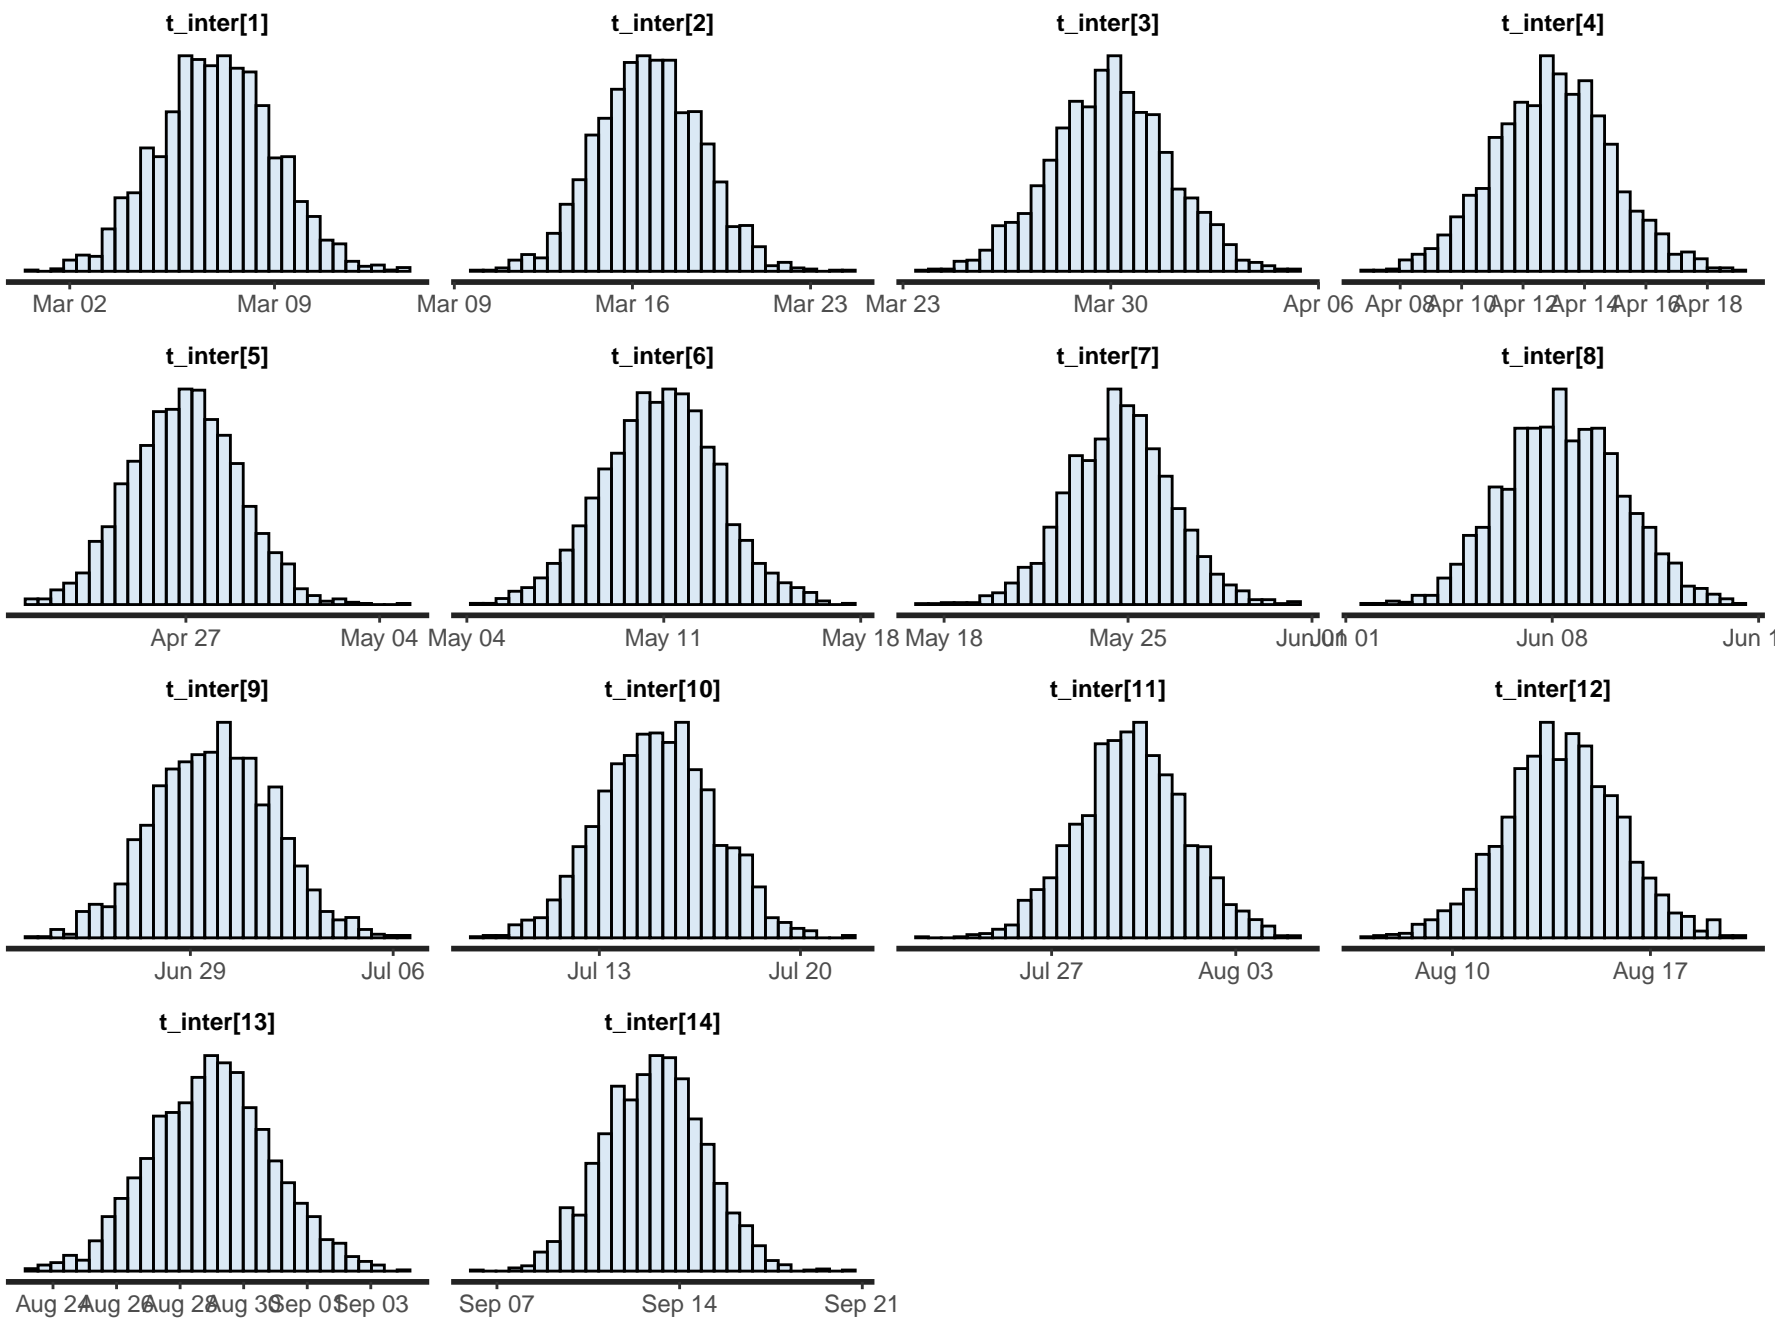 t_inter[1] t_inter[2] t_inter[3] t_inter[4]
Mar 02 Mar 09 Mar 09 Mar 16 Mar 23 Mar 23 Mar 30 Apr 06 Apr 08 Apr 10 Apr 12 Apr 14 Apr 16 Apr 18
t_inter[5] t_inter[6] t_inter[7] t_inter[8]
Apr 27 May 04 May 04 May 11 May 18 May 18 May 25 Jun 01 Jun 01 Jun 08 Jun 1
t_inter[9] t_inter[10] t_inter[11] t_inter[12]
Jun 29 Jul 06 Jul 13 Jul 20 Jul 27 Aug 03 Aug 10 Aug 17
t_inter[13] t_inter[14]
Aug 24 Aug 26 Aug 28 Aug 30 Sep 01 Sep 03 Sep 07 Sep 14 Sep 21